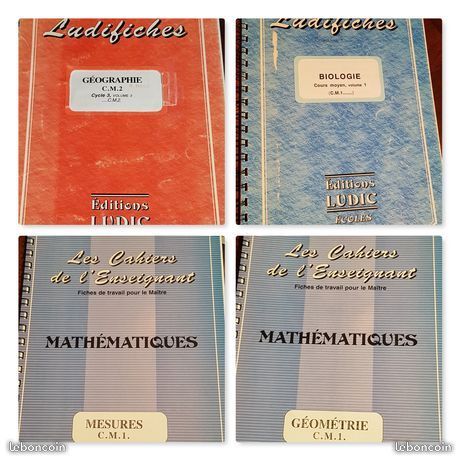 Ludifiches
GÉOGRAPHIE
C.M.2
Cycle 3, VOLUME 2
... C.M.2.
Éditions
LUDIC
Ludifiches
BIOLOGIE
Cours moyen, volume 1
(C.M.1........)
Éditions
LUDIC
ÉCOLES
Les Cahiers
de l'Enseignant
Fiches de travail pour le Maître
MATHÉMATIQUES
MESURES
C.M.1.
leboncoin
Les Cahiers
de l'Enseignant
Fiches de travail pour le Maître
MATHÉMATIQUES
GÉOMÉTRIE
C.M.1.
leboncoin